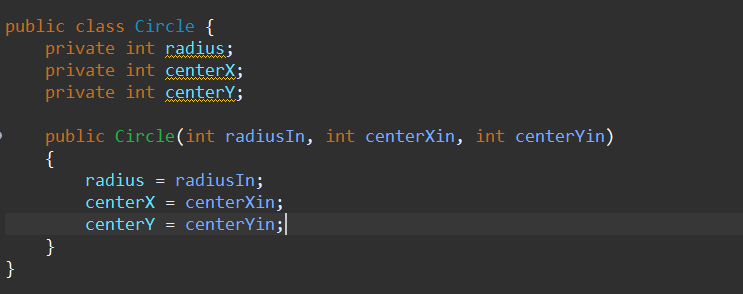 public class Circle {
    private int radius;
    private int centerX;
    private int centerY;
    public Circle(int radiusIn, int centerXin, int centerYin)
    {
        radius = radiusIn;
        centerX = centerXin;
        centerY = centerYin;
    }
}